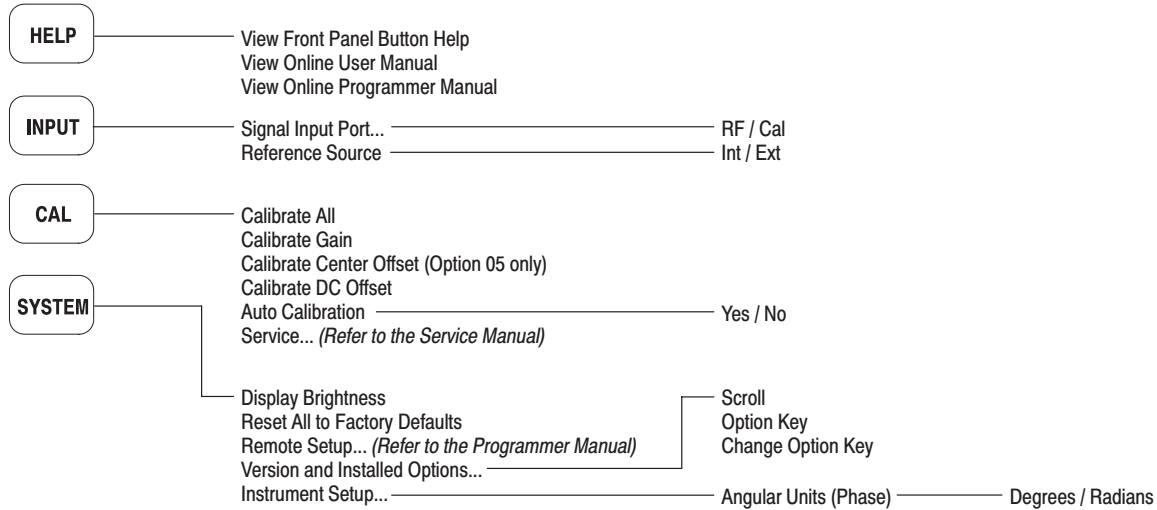 HELP
View Front Panel Button Help
View Online User Manual
View Online Programmer Manual
INPUT
Signal Input Port... RF / Cal
Reference Source Int / Ext
CAL
Calibrate All
Calibrate Gain
Calibrate Center Offset (Option 05 only)
Calibrate DC Offset
SYSTEM
Auto Calibration Yes / No
Service... (Refer to the Service Manual)
Display Brightness Scroll
Reset All to Factory Defaults Option Key
Remote Setup... (Refer to the Programmer Manual) Change Option Key
Version and Installed Options...
Instrument Setup... Angular Units (Phase) Degrees / Radians